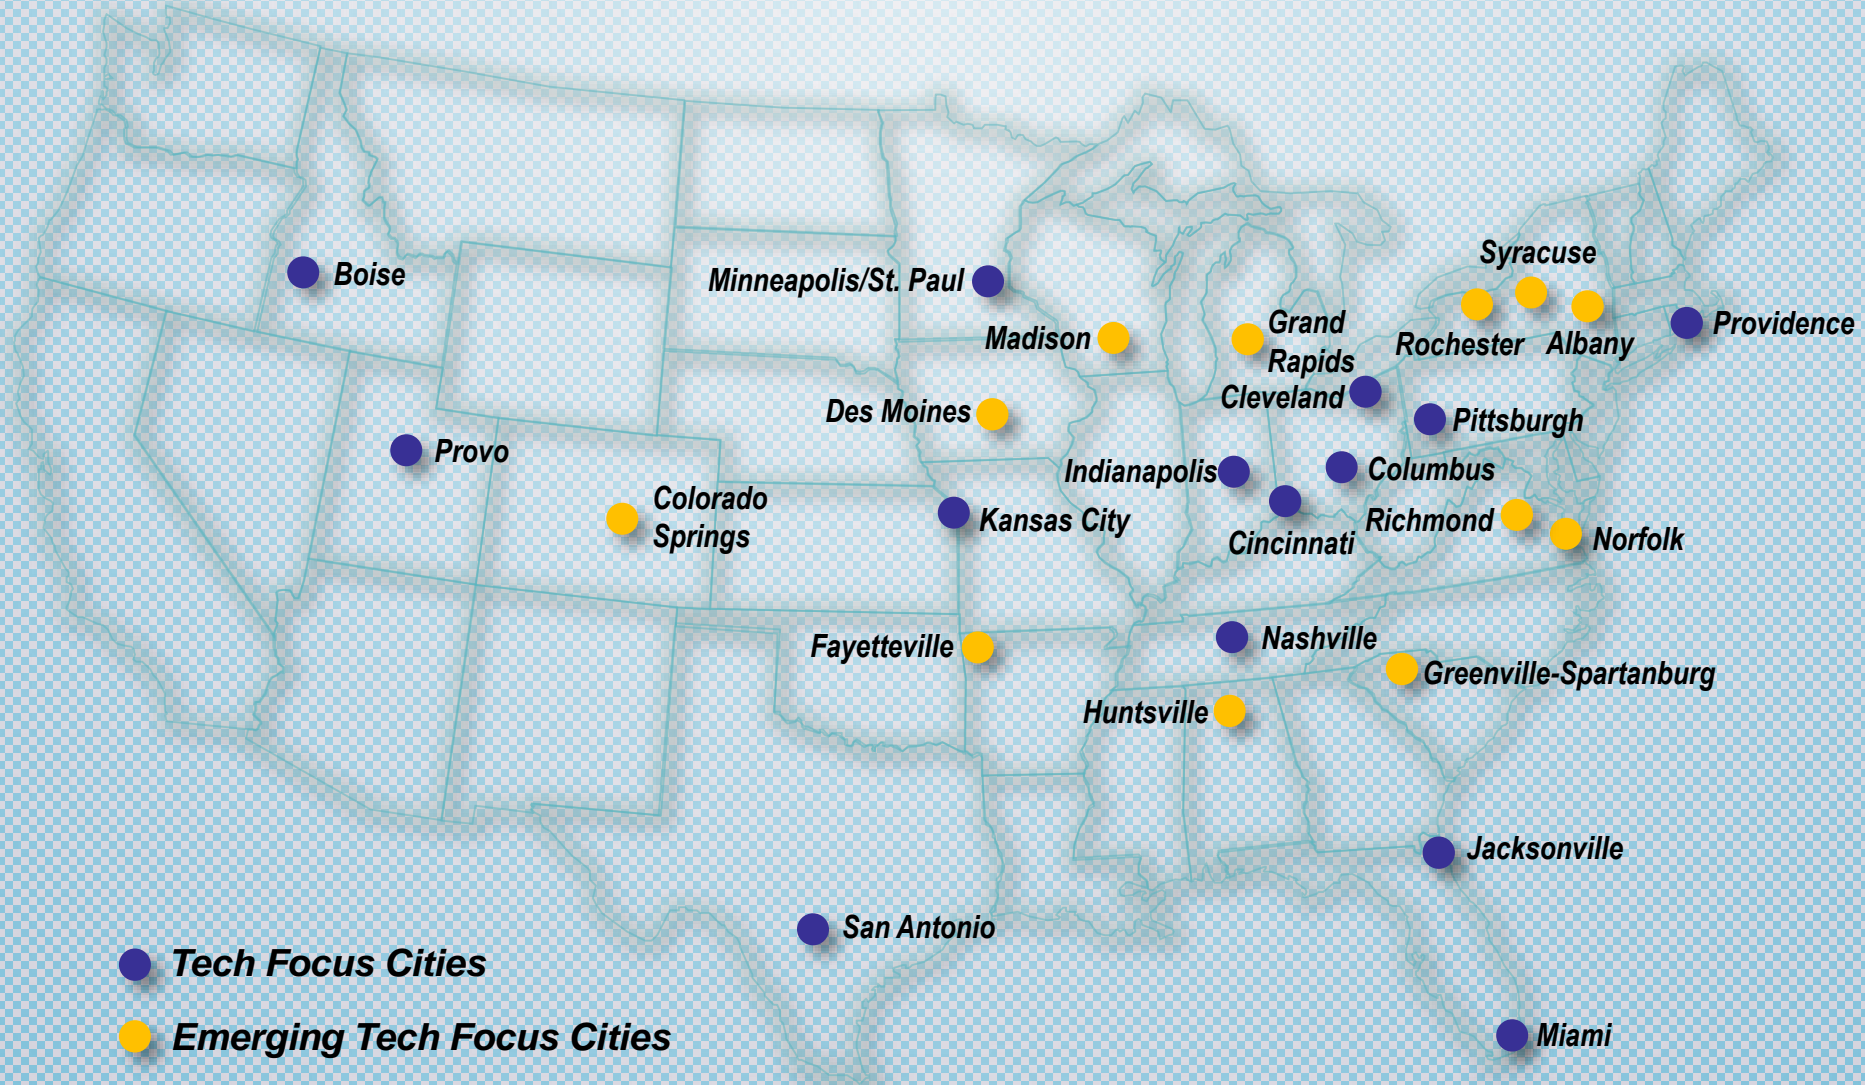 Syracuse
Boise
Minneapolis/St. Paul
Madison
Grand
Rapids
Rochester
Albany
Providence
Cleveland
Des Moines
Pittsburgh
Provo
Indianapolis
Columbus
Colorado
Springs
Kansas City
Cincinnati
Richmond
Norfolk
Fayetteville
Nashville
Greenville-Spartanburg
Huntsville
Jacksonville
San Antonio
Miami
Tech Focus Cities
Emerging Tech Focus Cities